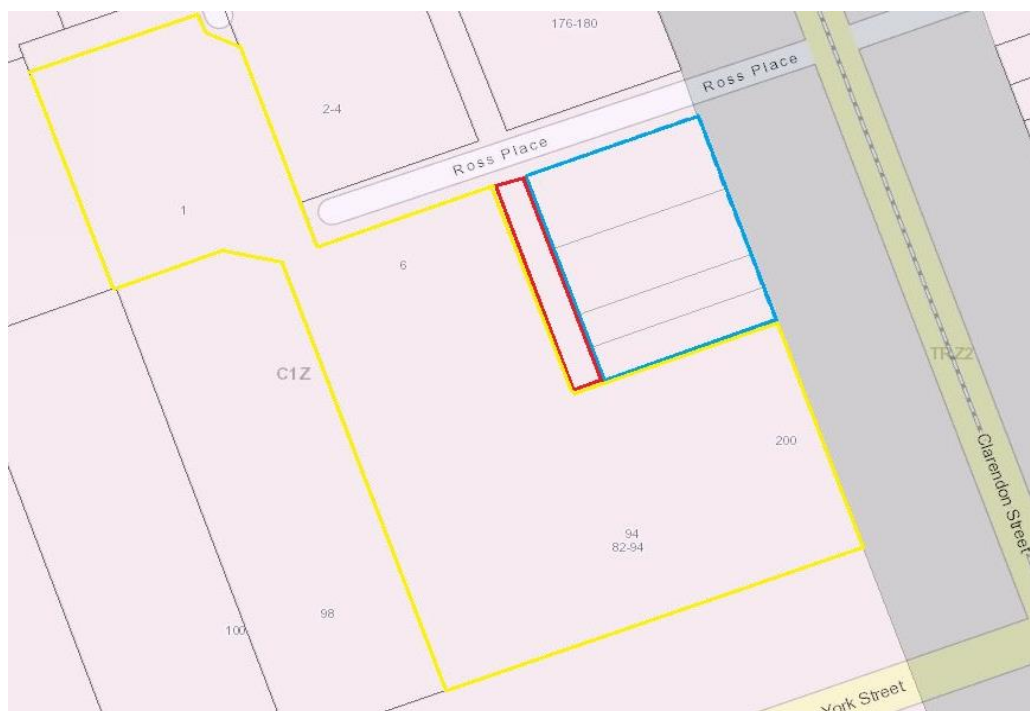 176-180
Ross Place
2-4
Ross Place
1
6
C1Z
TRZ2
200
Clarendon Street
94
82-94
98
100
York Street